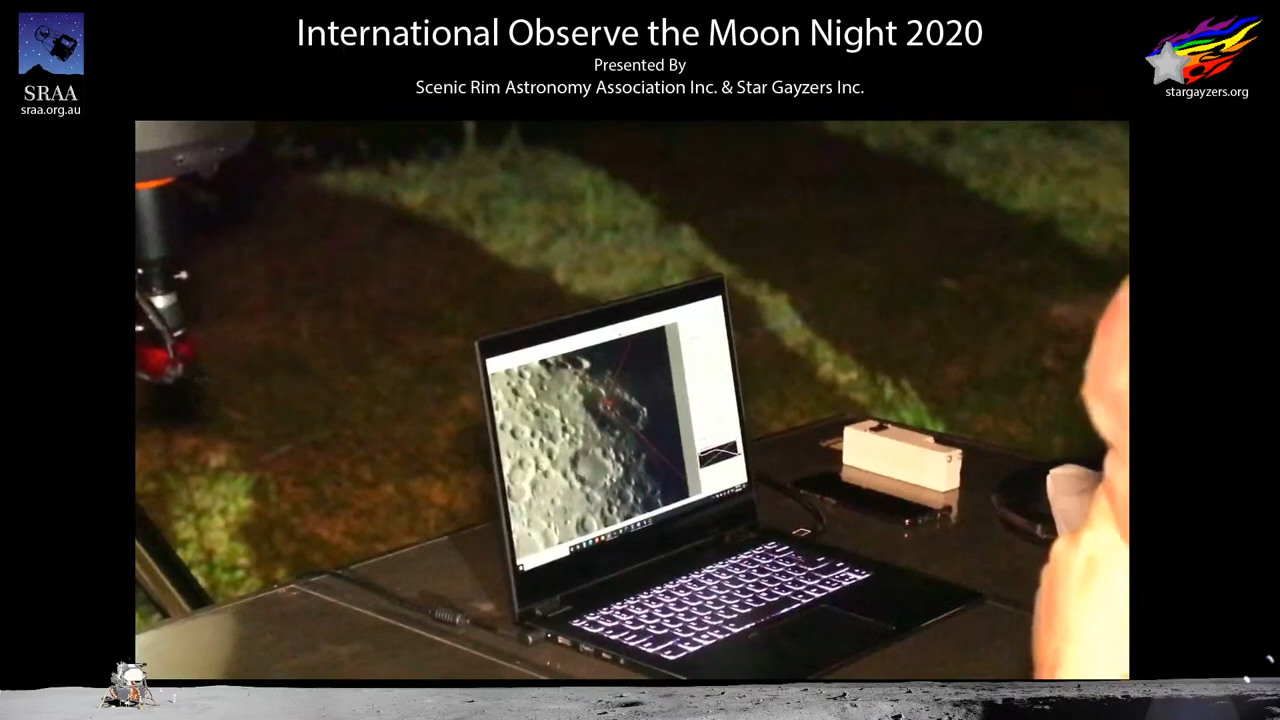 International Observe the Moon Night 2020
Presented By
Scenic Rim Astronomy Association Inc. & Star Gayzers Inc.
SRAA
sraa.org.au
stargayzers.org